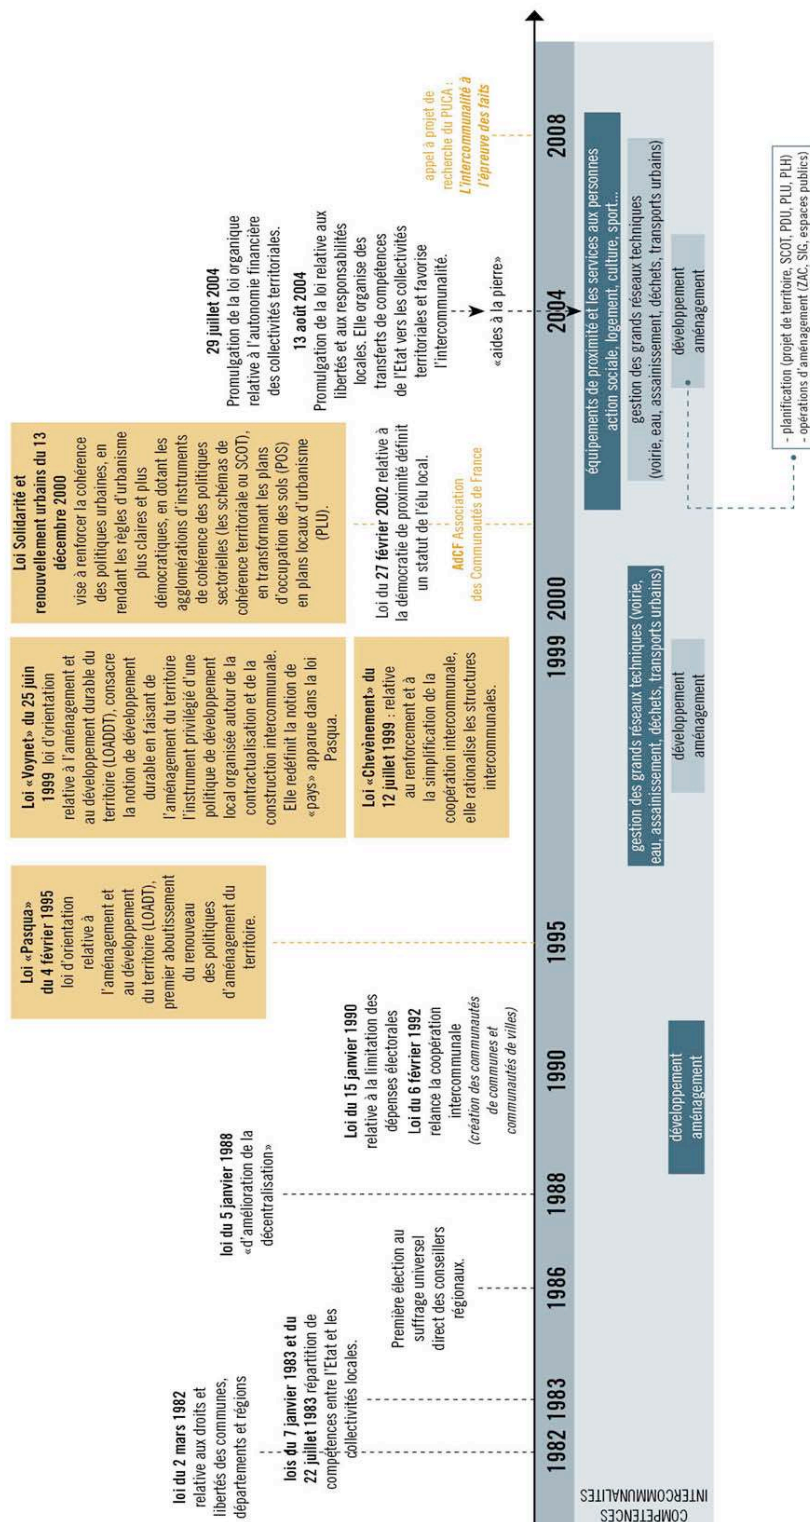 loi du 2 mars 1982
relative aux droits et
libertés des communes,
départements et régions
lois du 7 janvier 1983 et du
22 juillet 1983 répartition de
compétences entre l'Etat et les
collectivités locales.
Première élection au
suffrage universel
direct des conseillers
régionaux.
loi du 5 janvier 1988
«d'amélioration de la
décentralisation»
Loi du 15 janvier 1990
relative à la limitation des
dépenses électorales
Loi du 6 février 1992
relance la coopération
intercommunale
(création des communautés
de communes et
communautés de villes)
Loi «Pasqua»
du 4 février 1995
loi d'orientation
relative à
l'aménagement et
au développement
du territoire (LOADT),
premier aboutissement
du renouveau
des politiques
d'aménagement du
territoire.
Loi «Voynet» du 25 juin
1999 loi d'orientation
relative à l'aménagement et
au développement durable du
territoire (LOADDT), consacre
la notion de développement
durable en faisant de
l'aménagement du territoire
l'instrument privilégié d'une
politique de développement
local organisée autour de la
contractualisation et de la
construction intercommunale.
Elle redéfinit la notion de
«pays» apparue dans la loi
Pasqua.
Loi «Chevènement» du
12 juillet 1999 : relative
au renforcement et à
la simplification de la
coopération intercommunale,
elle rationalise les structures
intercommunales.
Loi Solidarité et
renouvellement urbains du 13
décembre 2000
vise à renforcer la cohérence
des politiques urbaines, en
rendant les règles d'urbanisme
plus claires et plus
démocratiques, en dotant les
agglomérations d'instruments
de cohérence des politiques
sectorielles (les schémas de
cohérence territoriale ou SCOT),
en transformant les plans
d'occupation des sols (POS)
en plans locaux d'urbanisme
(PLU).
Loi du 27 février 2002 relative à
la démocratie de proximité définit
un statut de l'élu local.
AdCF Association
des Communautés de France
29 juillet 2004
Promulgation de la loi organique
relative à l'autonomie financière
des collectivités territoriales.
13 août 2004
Promulgation de la loi relative aux
libertés et aux responsabilités
locales. Elle organise des
transferts de compétences
de l'Etat vers les collectivités
territoriales et favorise
l'intercommunalité.
«aides à la pierre»
appel à projet de
recherche du PUCA :
L'intercommunalité à
l'épreuve des faits
1982 1983 1986 1988 1990 1995 1999 2000 2004 2008
COMPÉTENCES
INTERCOMMUNALITES
développement
aménagement
gestion des grands réseaux techniques (voirie,
eau, assainissement, déchets, transports urbains)
développement
aménagement
équipements de proximité et les services aux personnes
action sociale, logement, culture, sport...
gestion des grands réseaux techniques
(voirie, eau, assainissement, déchets, transports urbains)
développement
aménagement
- planification (projet de territoire, SCOT, PDU, PLU, PLH)
- opérations d'aménagement (ZAC, SIG, espaces publics)